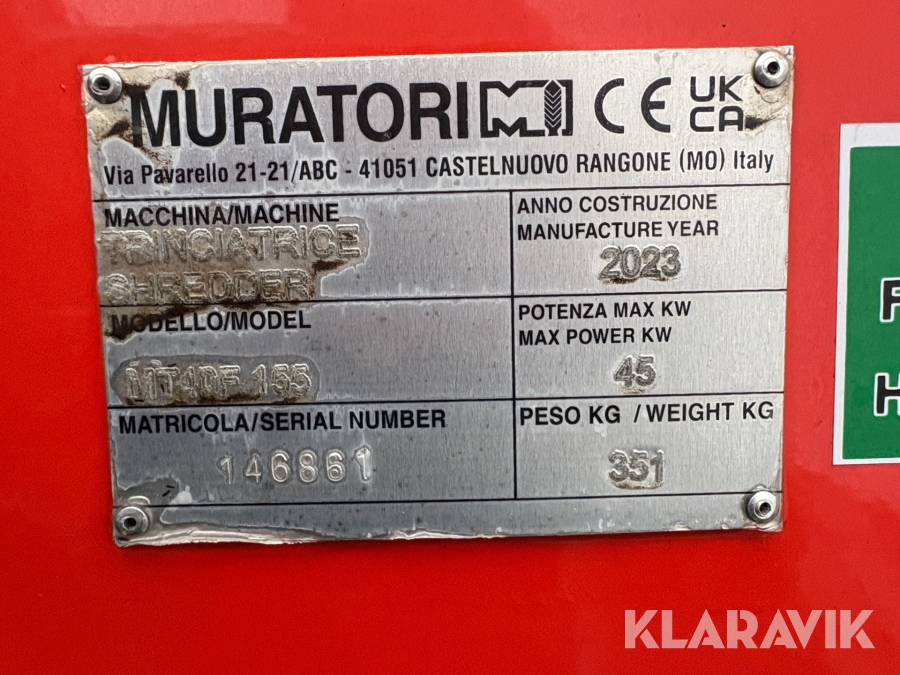 MURATORI CE UK CA
Via Pavarello 21-21/ABC - 41051 CASTELNUOVO RANGONE (MO) Italy
MACCHINA/MACHINE
TRINCIATRICE
SHREDDER
ANNO COSTRUZIONE
MANUFACTURE YEAR
2023
MODELLO/MODEL
MT4DF 155
POTENZA MAX KW
MAX POWER KW
45
MATRICOLA/SERIAL NUMBER
146861
PESO KG / WEIGHT KG
351
F
H
KLARAVIK